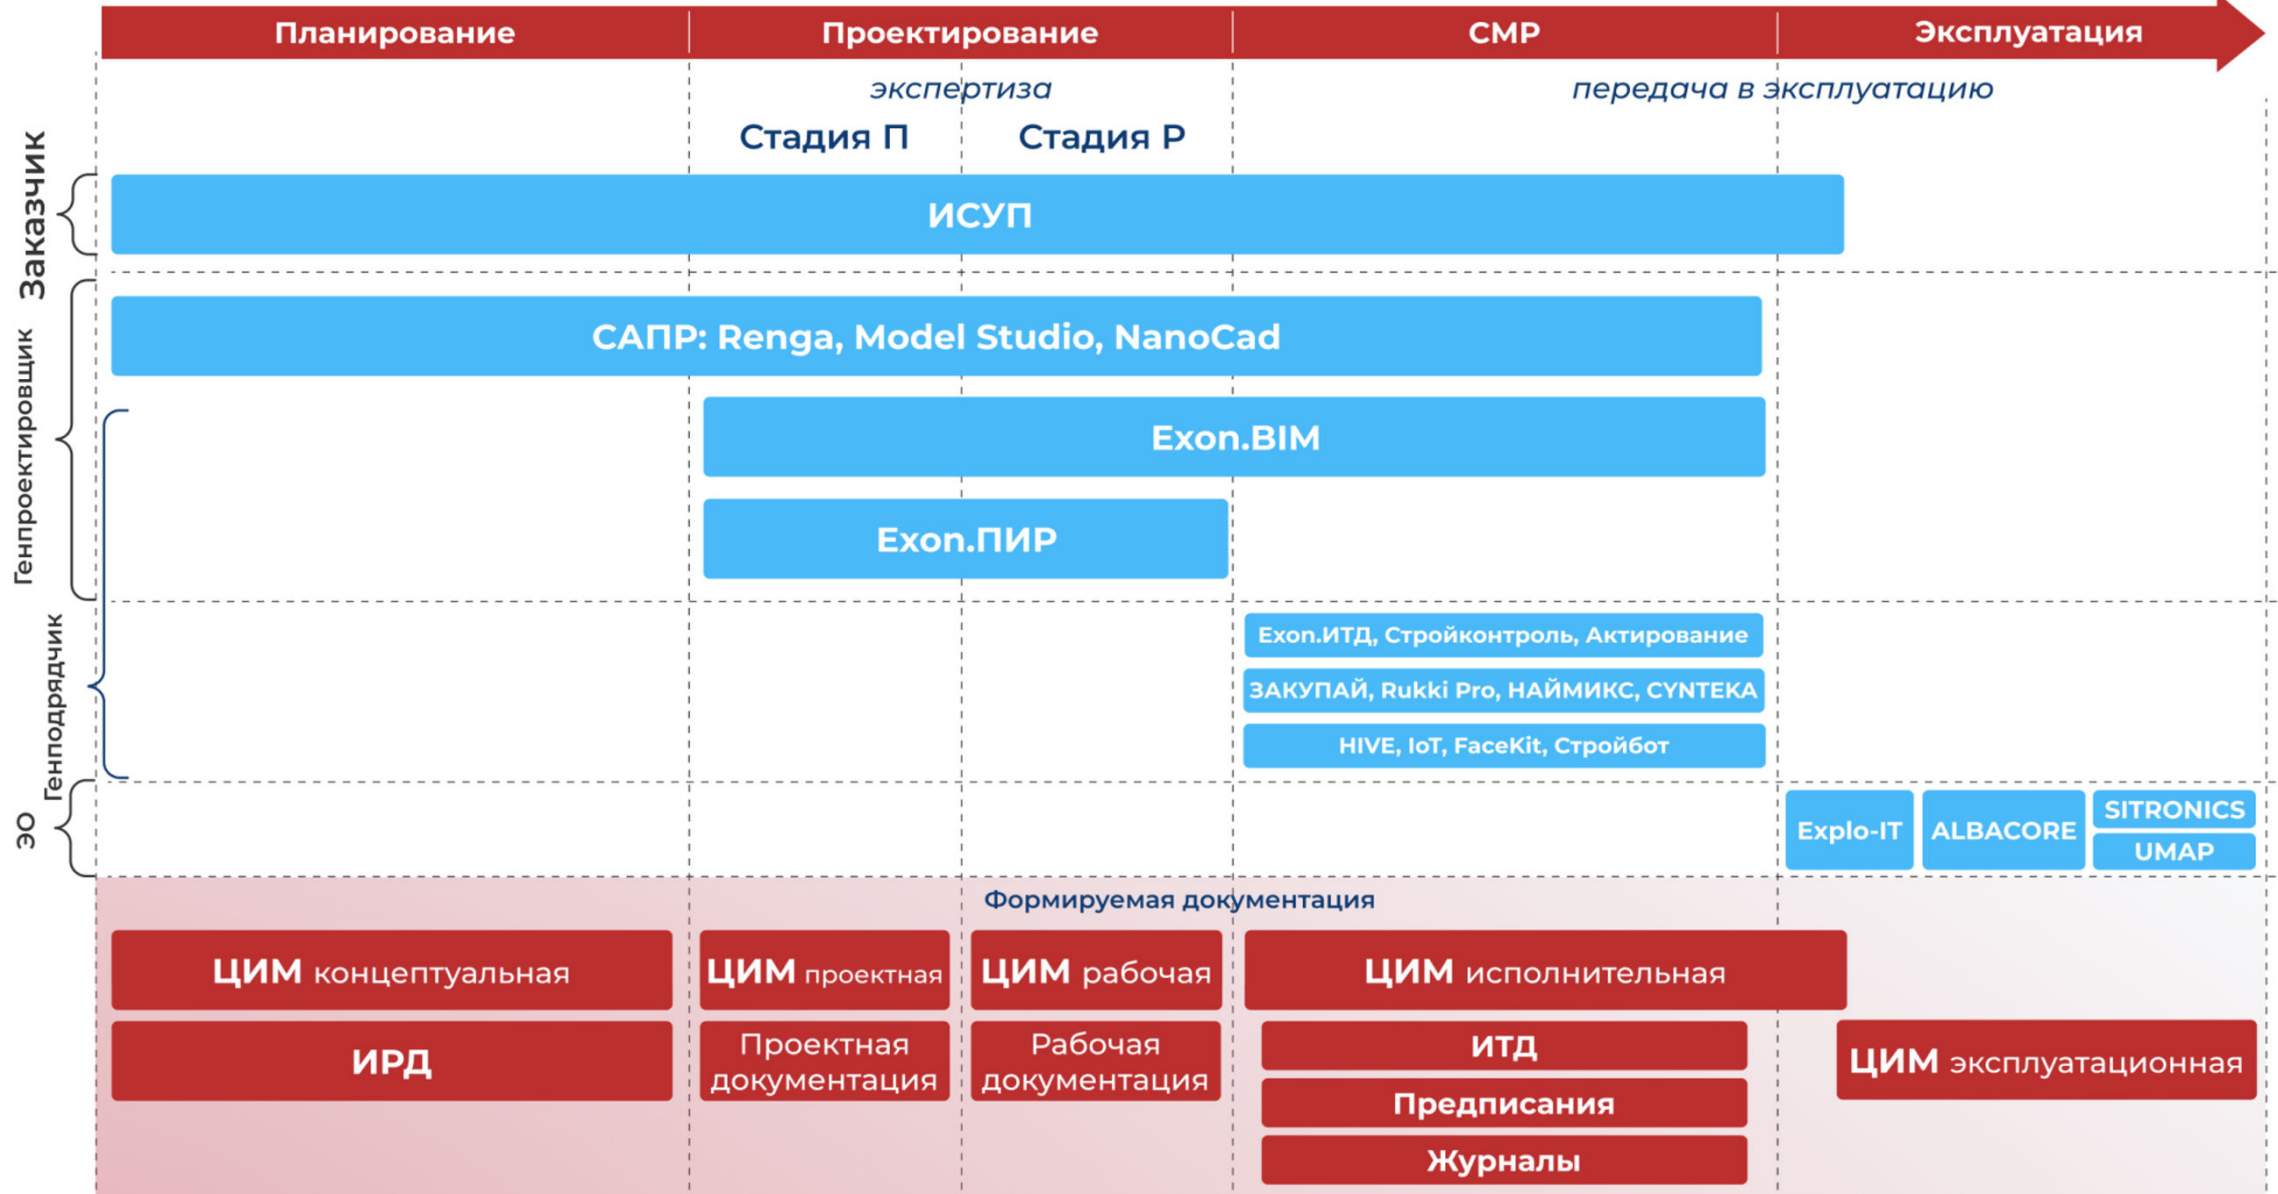 Планирование
Проектирование
СМР
Эксплуатация
экспертиза
передача в эксплуатацию
Стадия П
Стадия Р
Заказчик
ИСУП
Генпроектировщик
САПР: Renga, Model Studio, NanoCad
Exon.BIM
Exon.ПИР
Генподрядчик
Exon.ИТД, Стройконтроль, Актирование
ЗАКУПАЙ, Rukki Pro, НАЙМИКС, CYNTEKA
HIVE, IoT, FaceKit, Стройбот
ЭО
Explo-IT
ALBACORE
SITRONICS
UMAP
Формируемая документация
ЦИМ концептуальная
ЦИМ проектная
ЦИМ рабочая
ЦИМ исполнительная
ИРД
Проектная
документация
Рабочая
документация
ИТД
Предписания
Журналы
ЦИМ эксплуатационная